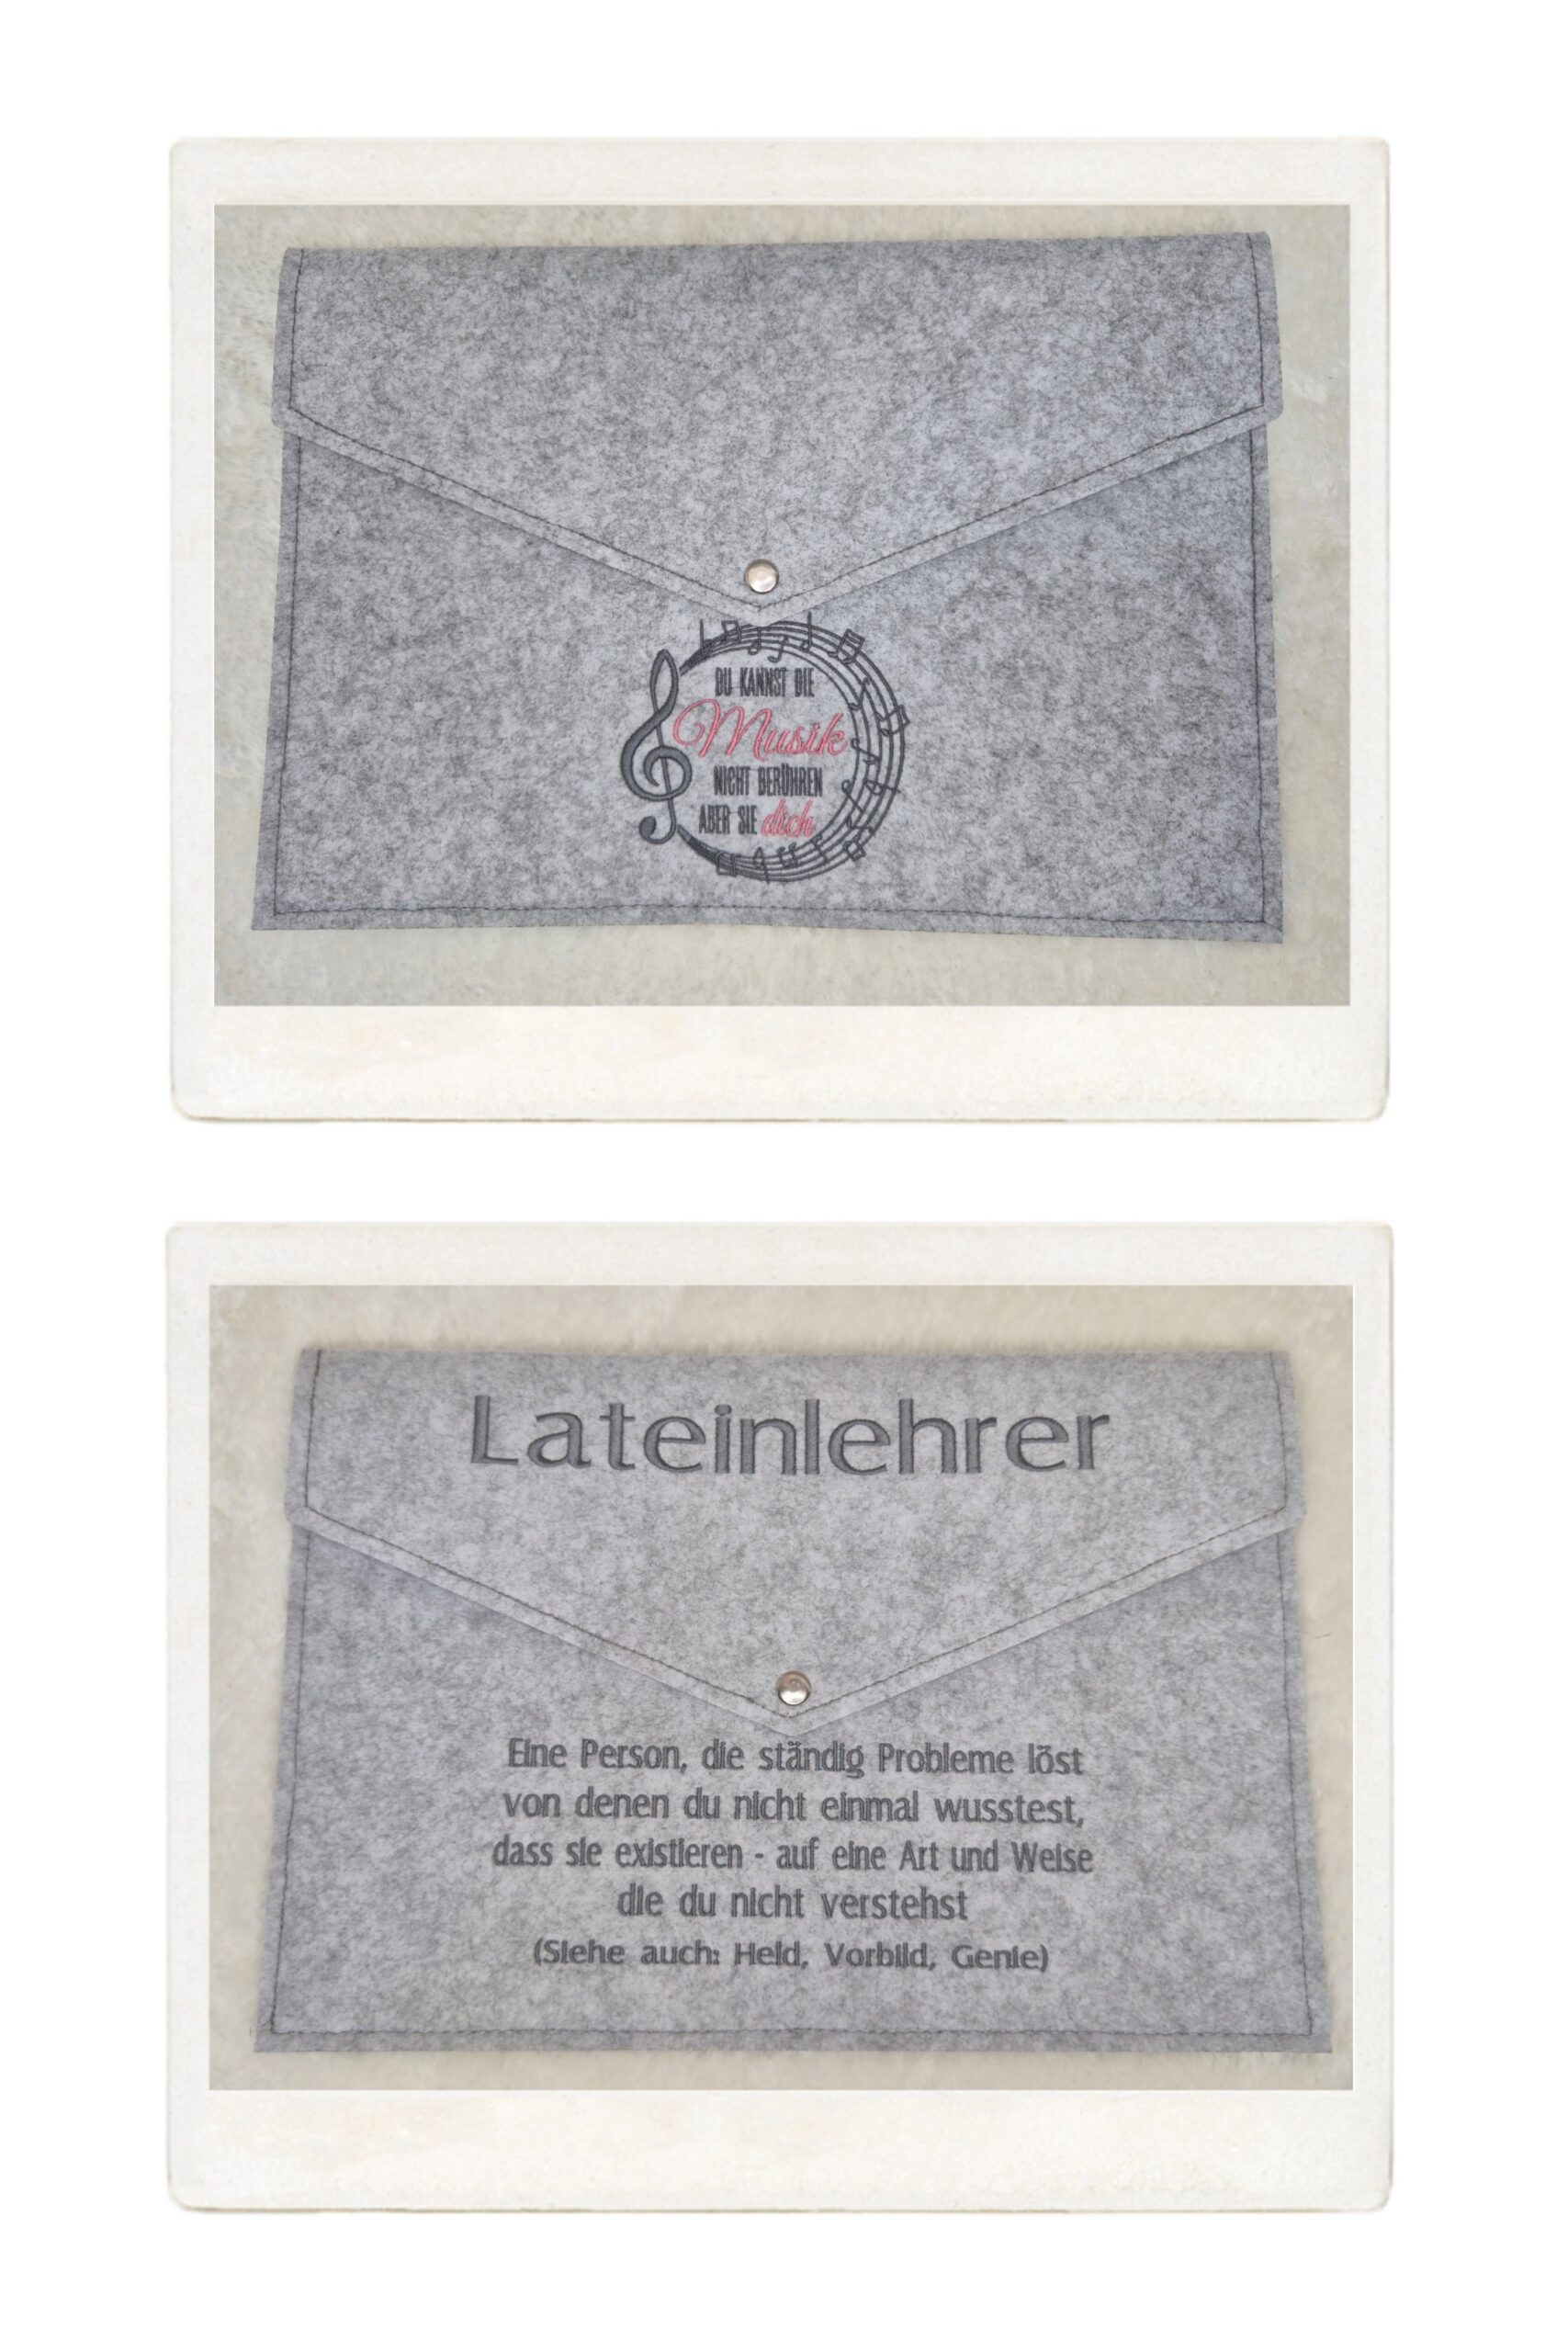 DU KANNST DIE
Musik
NICHT BERÜHREN
ABER SIE dich
Lateinlehrer
Eine Person, die ständig Probleme löst
von denen du nicht einmal wusstest,
dass sie existieren - auf eine Art und Weise
die du nicht verstehst
(Siehe auch: Held, Vorbild, Genie)